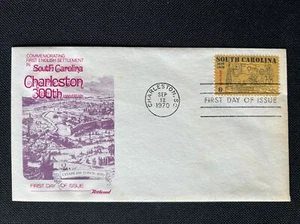 COMMEMORATING
FIRST ENGLISH SETTLEMENT
IN
South Carolina
Charleston
300th
FIRST DAY OF ISSUE
CHARLESTON, S.C.
SEP
12
1970
SOUTH CAROLINA
FIRST DAY OF ISSUE